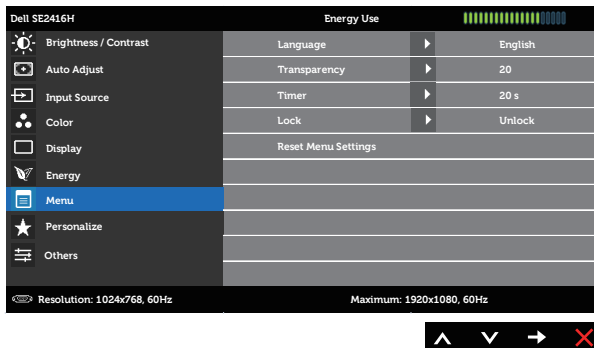 Dell SE2416H Energy Use
Brightness / Contrast
Language English
Auto Adjust
Transparency 20
Input Source
Timer 20 s
Color
Lock Unlock
Display
Reset Menu Settings
Energy
Menu
Personalize
Others
Resolution: 1024x768, 60Hz Maximum: 1920x1080, 60Hz